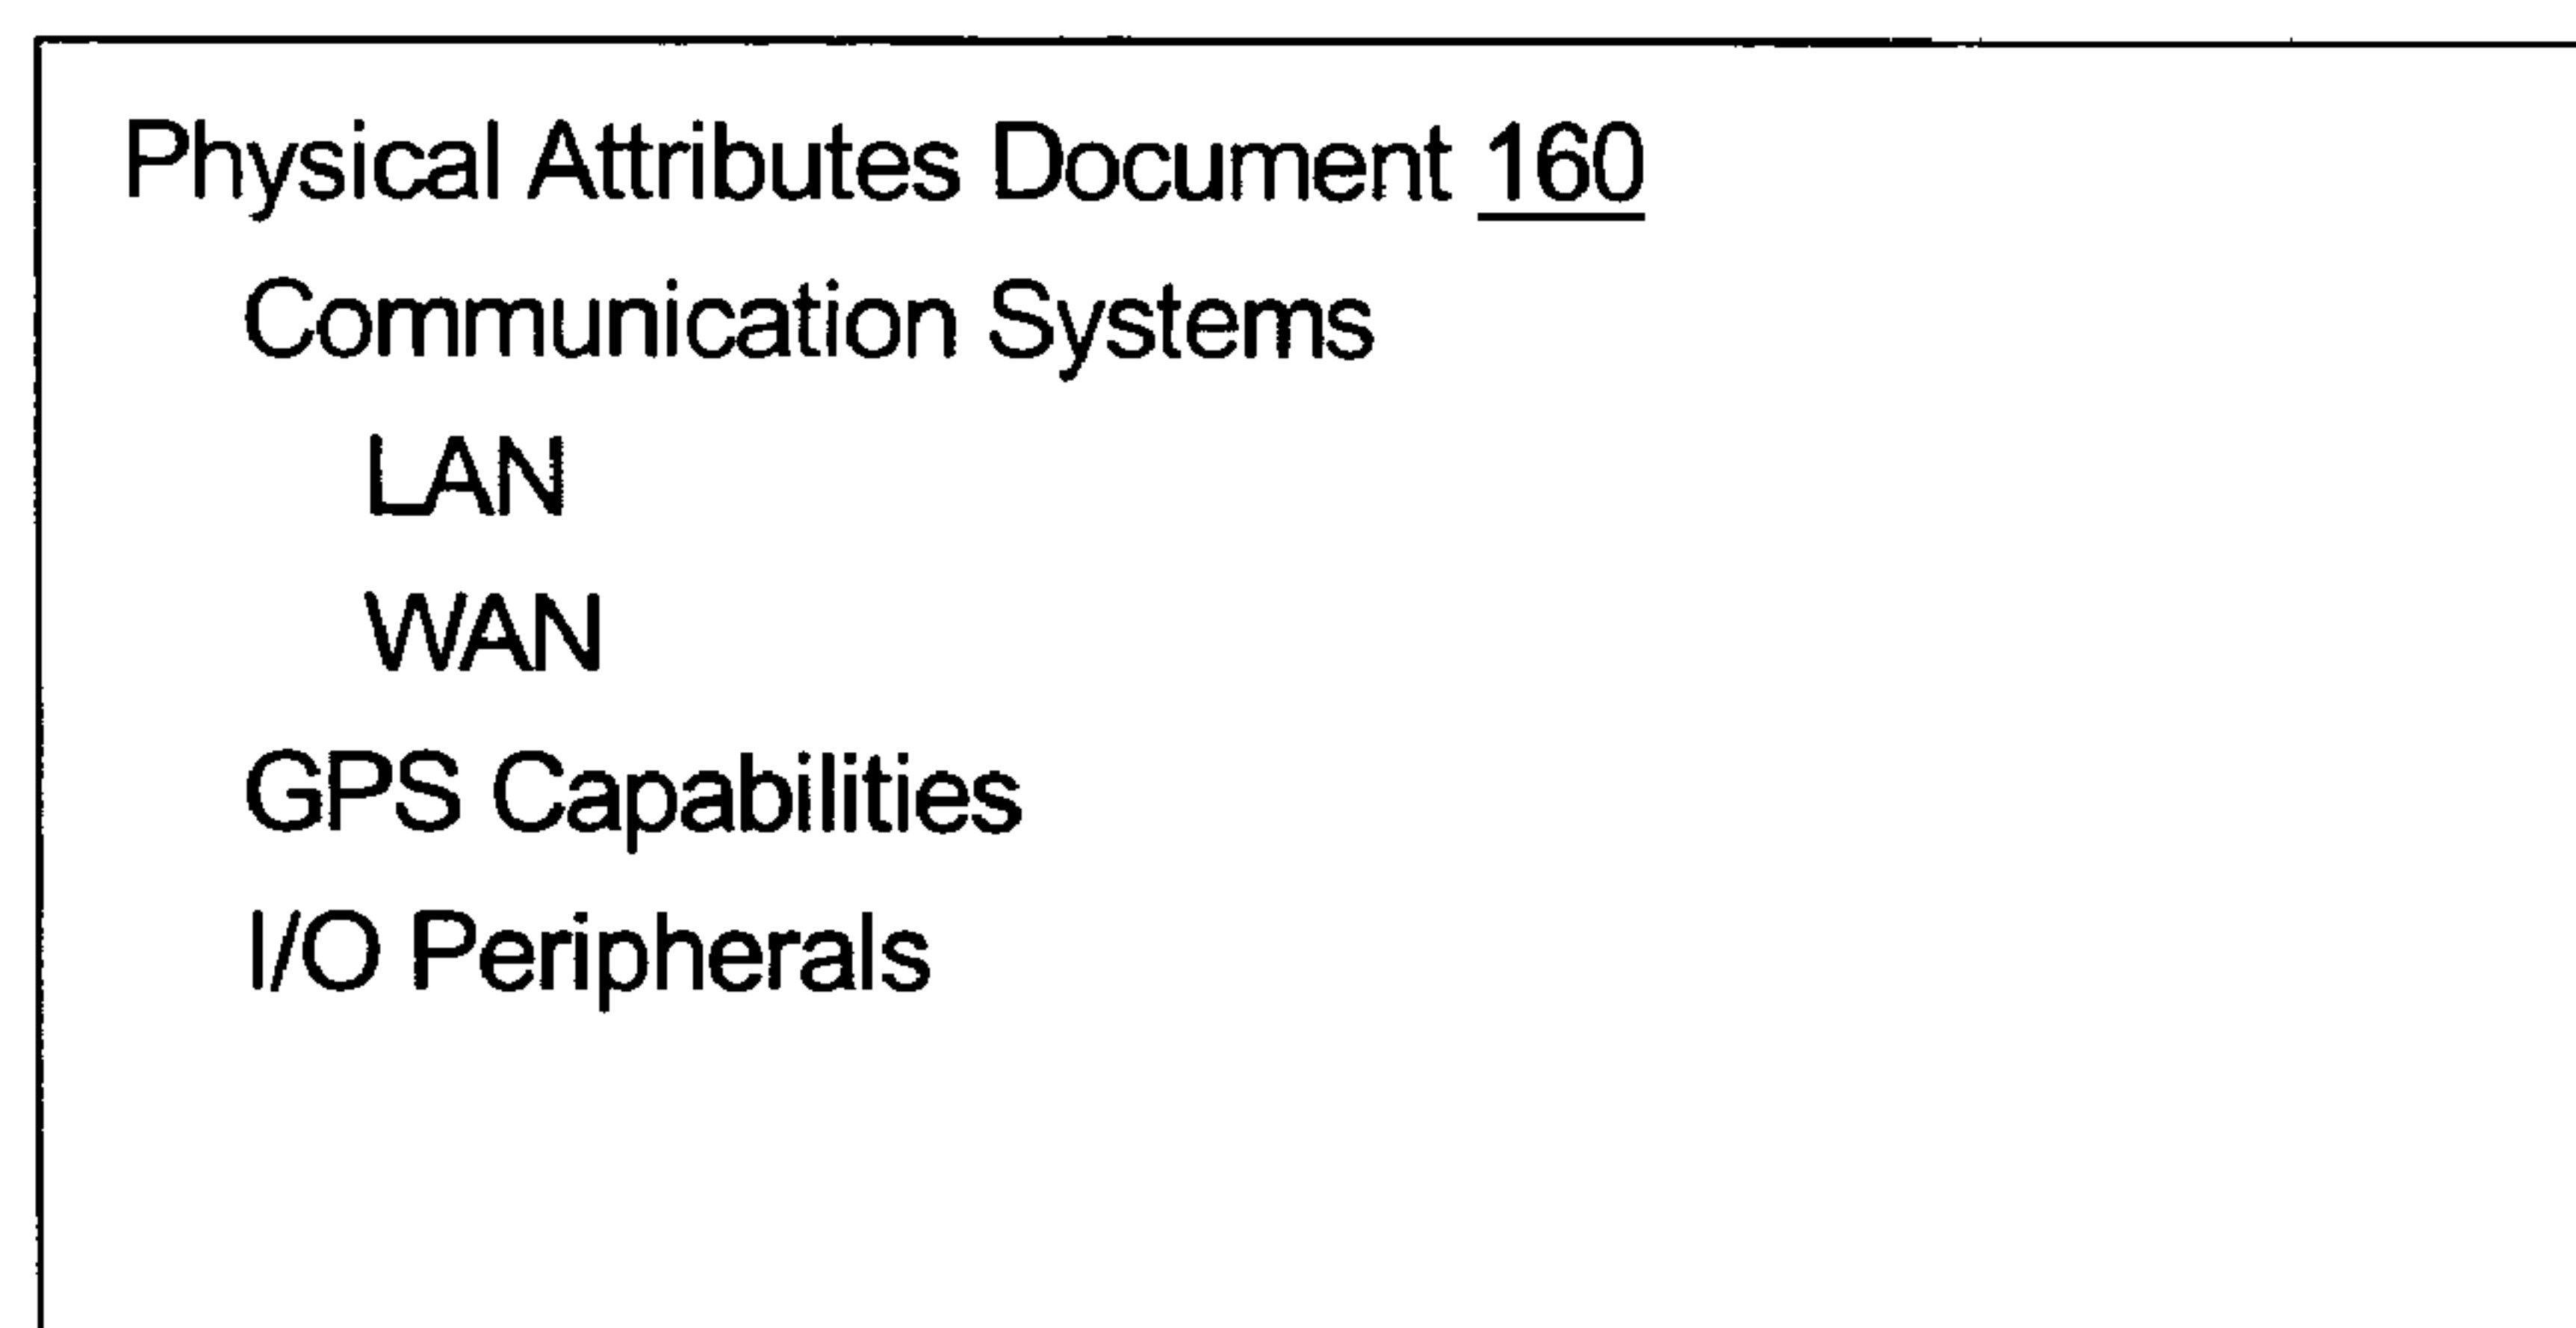 Physical Attributes Document 160
Communication Systems
LAN
WAN
GPS Capabilities
I/O Peripherals